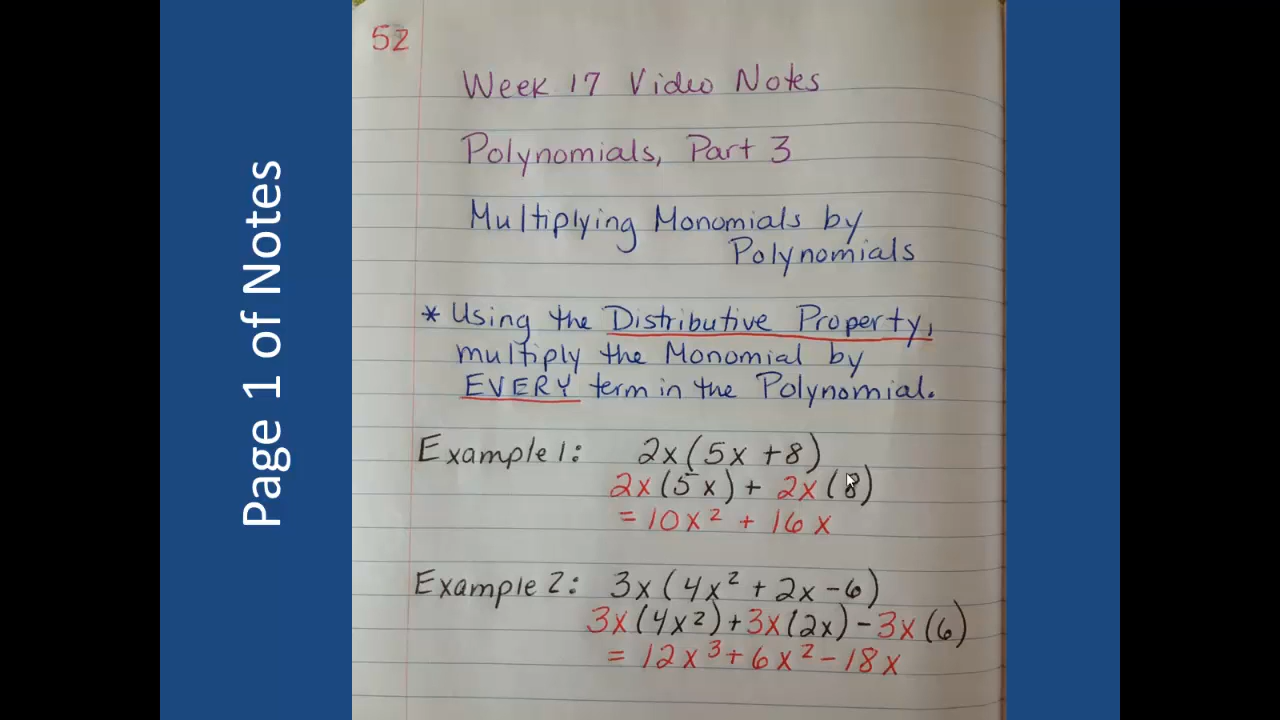 Page 1 of Notes
52
Week 17 Video Notes
Polynomials, Part 3
Multiplying Monomials by
Polynomials
* Using the Distributive Property,
multiply the Monomial by
EVERY term in the Polynomial.
Example 1: 2x(5x +8)
2x(5x) + 2x(8)
= 10x² + 16x
Example 2: 3x(4x² + 2x -6)
3x(4x²) + 3x(2x) - 3x(6)
= 12x³ + 6x² - 18x